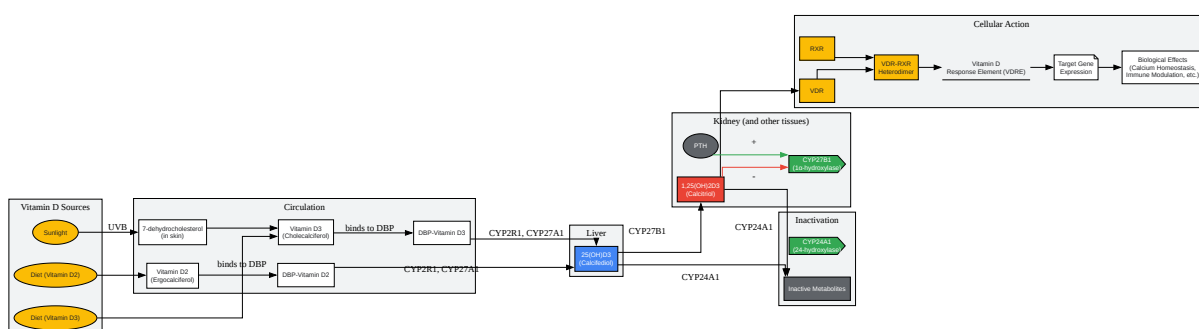 Cellular Action
RXR
VDR
VDR-RXR
Heterodimer
Vitamin D
Response Element (VDRE)
Target Gene
Expression
Biological Effects
(Calcium Homeostasis,
Immune Modulation, etc.)
Kidney (and other tissues)
PTH
+
-
CYP27B1
(1α-hydroxylase)
1,25(OH)2D3
(Calcitriol)
Vitamin D Sources
Sunlight
Diet (Vitamin D2)
Diet (Vitamin D3)
UVB
Circulation
7-dehydrocholesterol
(in skin)
Vitamin D3
(Cholecalciferol)
binds to DBP
DBP-Vitamin D3
Vitamin D2
(Ergocalciferol)
binds to DBP
DBP-Vitamin D2
CYP2R1, CYP27A1
CYP2R1, CYP27A1
Liver
25(OH)D3
(Calcifediol)
CYP27B1
CYP24A1
CYP24A1
Inactivation
CYP24A1
(24-hydroxylase)
Inactive Metabolites